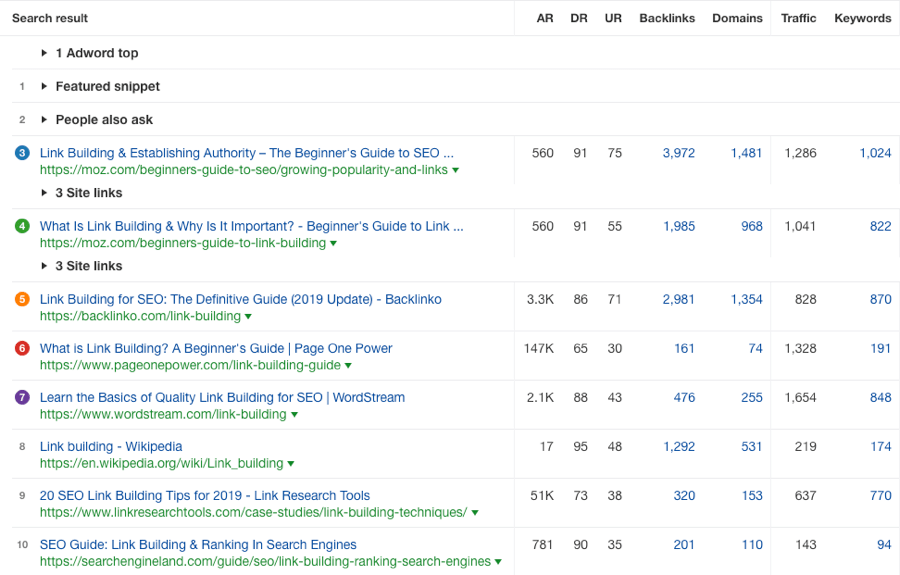 Search result AR DR UR Backlinks Domains Traffic Keywords
1 Adword top
1 Featured snippet
2 People also ask
3 Link Building & Establishing Authority – The Beginner's Guide to SEO ... 560 91 75 3,972 1,481 1,286 1,024
https://moz.com/beginners-guide-to-seo/growing-popularity-and-links
3 Site links
4 What Is Link Building & Why Is It Important? - Beginner's Guide to Link ... 560 91 55 1,985 968 1,041 822
https://moz.com/beginners-guide-to-link-building
3 Site links
5 Link Building for SEO: The Definitive Guide (2019 Update) - Backlinko 3.3K 86 71 2,981 1,354 828 870
https://backlinko.com/link-building
6 What is Link Building? A Beginner's Guide | Page One Power 147K 65 30 161 74 1,328 191
https://www.pageonepower.com/link-building-guide
7 Learn the Basics of Quality Link Building for SEO | WordStream 2.1K 88 43 476 255 1,654 848
https://www.wordstream.com/link-building
8 Link building - Wikipedia 17 95 48 1,292 531 219 174
https://en.wikipedia.org/wiki/Link_building
9 20 SEO Link Building Tips for 2019 - Link Research Tools 51K 73 38 320 153 637 770
https://www.linkresearchtools.com/case-studies/link-building-techniques/
10 SEO Guide: Link Building & Ranking In Search Engines 781 90 35 201 110 143 94
https://searchengineland.com/guide/seo/link-building-ranking-search-engines